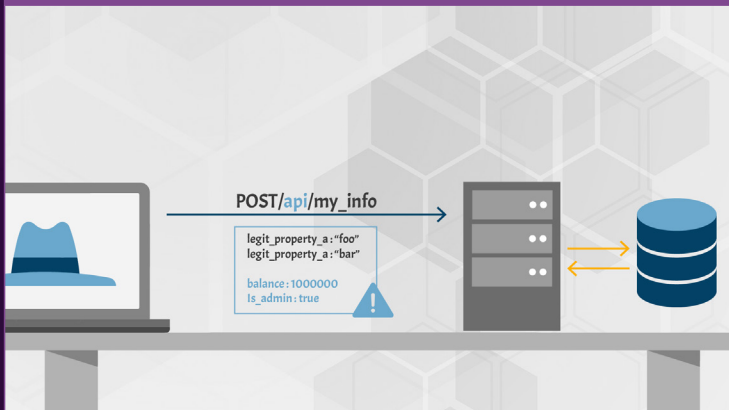 POST/api/my_info
legit_property_a : "foo"
legit_property_a : "bar"
balance : 1000000
Is_admin : true
!